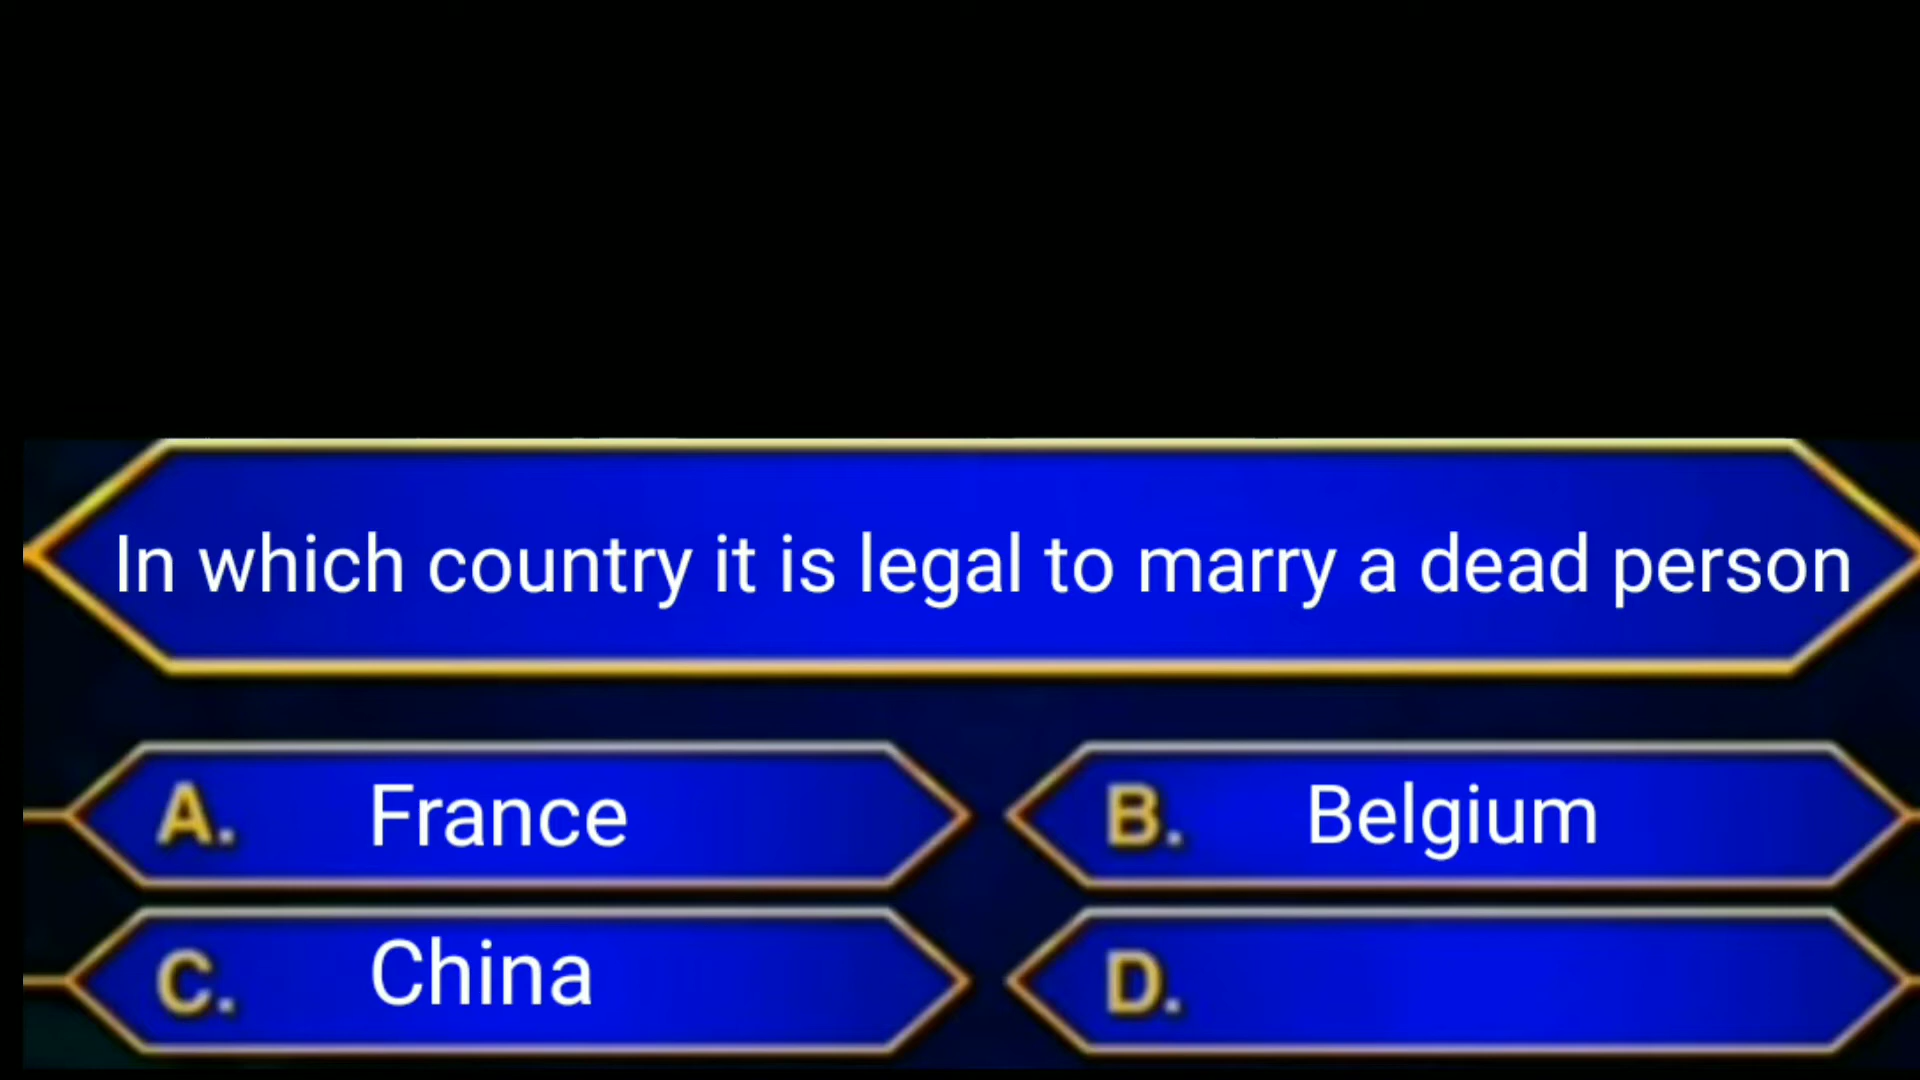 In which country it is legal to marry a dead person
A. France
B. Belgium
C. China
D.